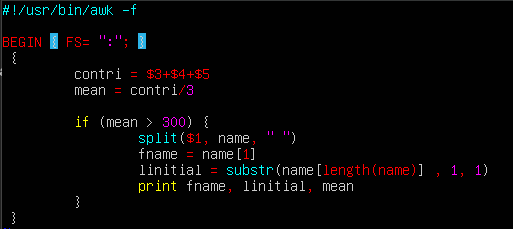 #!/usr/bin/awk -f
BEGIN { FS= ":"; }
{
contri = $3+$4+$5
mean = contri/3
if (mean > 300) {
split($1, name, " ")
fname = name[1]
linitial = substr(name[length(name)] , 1, 1)
print fname, linitial, mean
}
}